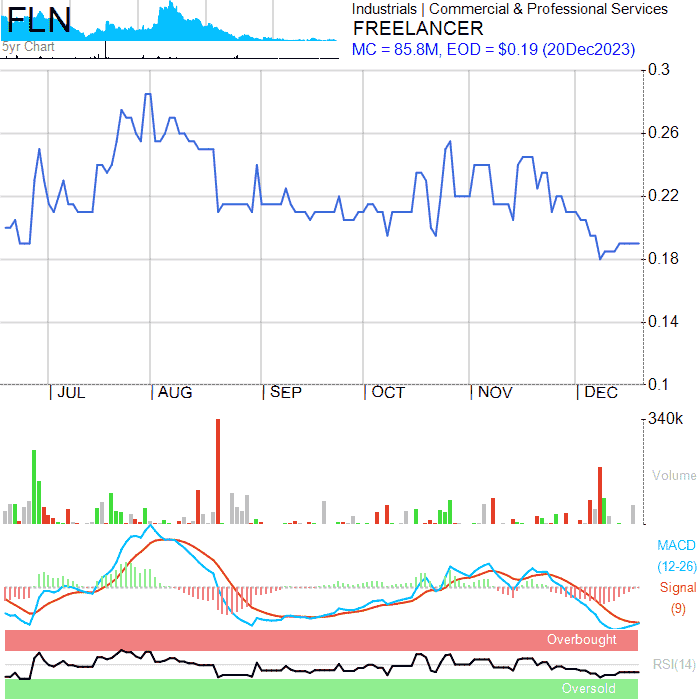 FLN
5yr Chart
Industrials | Commercial & Professional Services
FREELANCER
MC = 85.8M, EOD = $0.19 (20Dec2023)
0.3
0.26
0.22
0.18
0.14
0.1
JUL
AUG
SEP
OCT
NOV
DEC
340k
Volume
MACD
(12-26)
Signal
(9)
Overbought
RSI(14)
Oversold